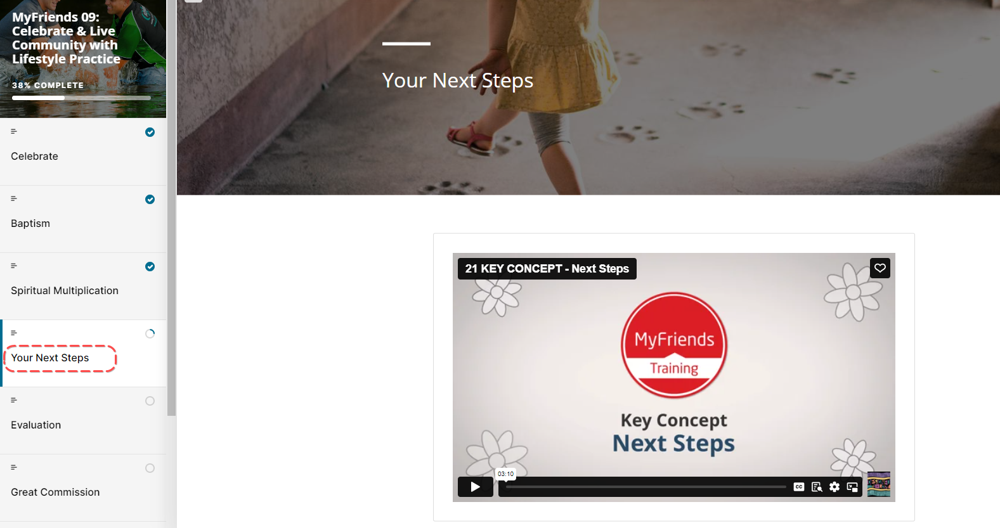 MyFriends 09:
Celebrate & Live
Community with
Lifestyle Practice
38% COMPLETE
Celebrate
Baptism
Spiritual Multiplication
Your Next Steps
Evaluation
Great Commission
Your Next Steps
21 KEY CONCEPT - Next Steps
MyFriends
Training
Key Concept
Next Steps
03:10
CC